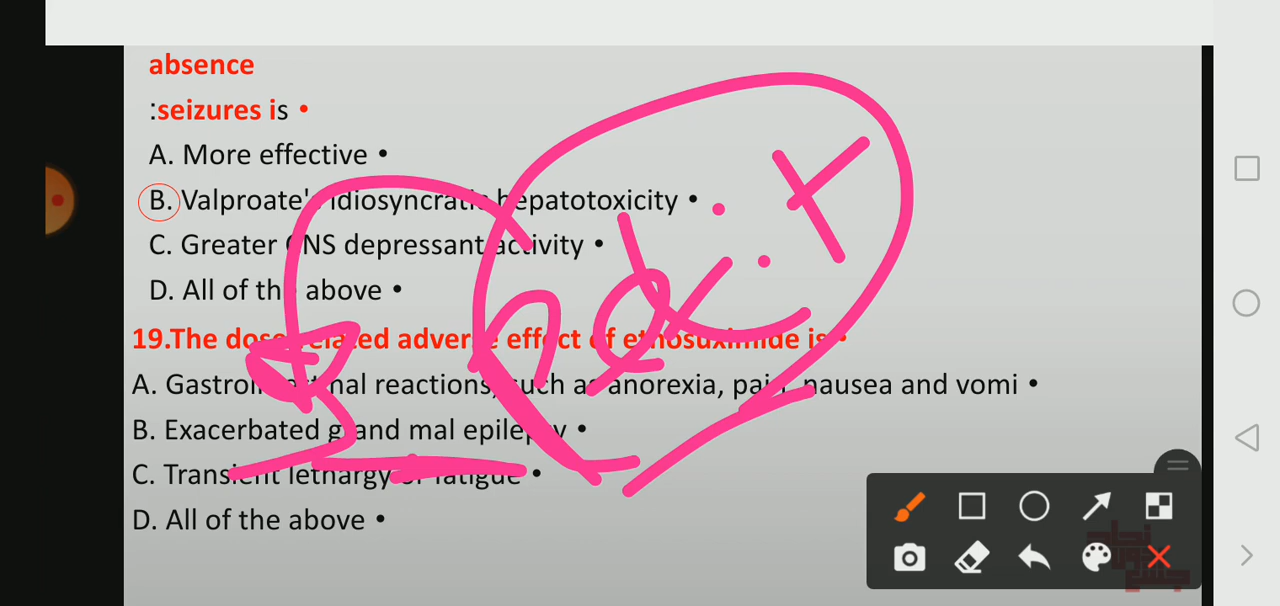 absence
:seizures is •
A. More effective •
B. Valproate's idiosyncratic hepatotoxicity •
C. Greater CNS depressant activity •
D. All of the above •
19.The dose-related adverse effect of ethosuximide is •
A. Gastrointestinal reactions, such as anorexia, pain, nausea and vomi •
B. Exacerbated grand mal epilepsy •
C. Transient lethargy or fatigue •
D. All of the above •